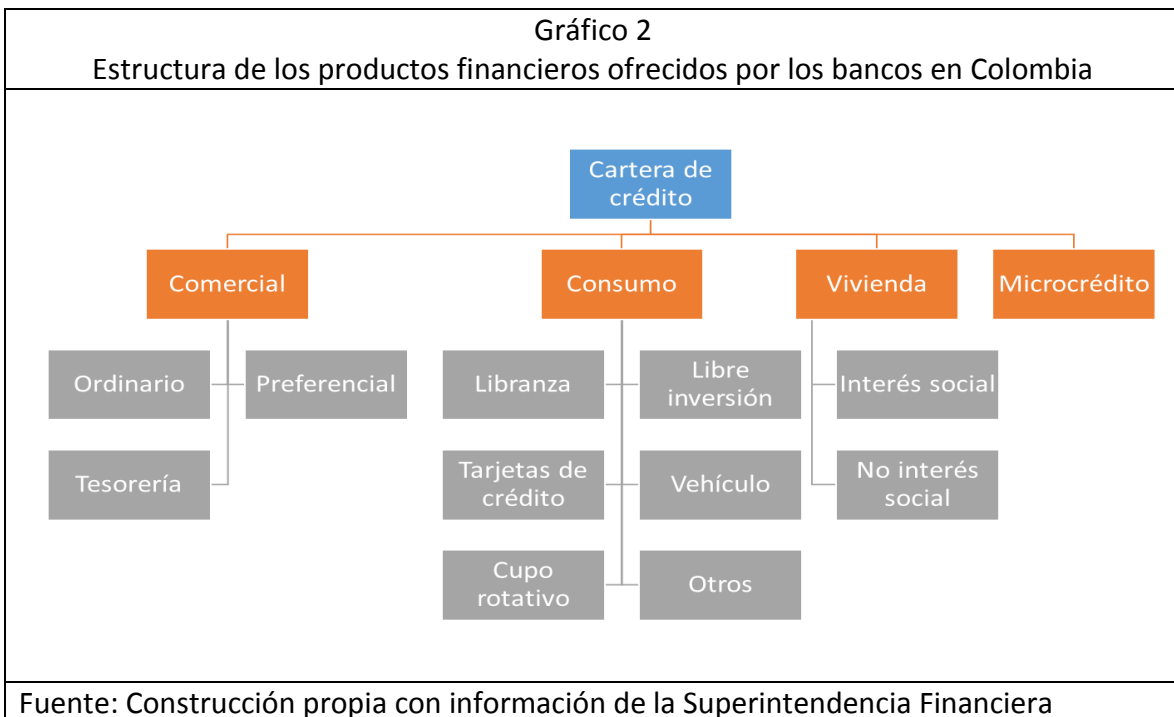 Gráfico 2
Estructura de los productos financieros ofrecidos por los bancos en Colombia
Cartera de
crédito
Comercial
Consumo
Vivienda
Microcrédito
Ordinario
Preferencial
Libranza
Libre
inversión
Interés social
Tesorería
Tarjetas de
crédito
Vehículo
No interés
social
Cupo
rotativo
Otros
Fuente: Construcción propia con información de la Superintendencia Financiera